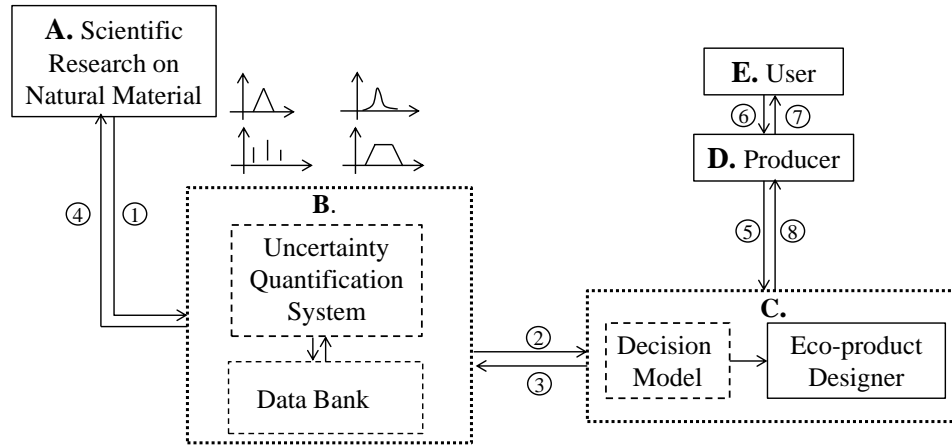 A. Scientific
Research on
Natural Material
E. User
⑥
⑦
D. Producer
④
①
⑤
⑧
B.
Uncertainty
Quantification
System
Data Bank
②
③
C.
Decision
Model
Eco-product
Designer